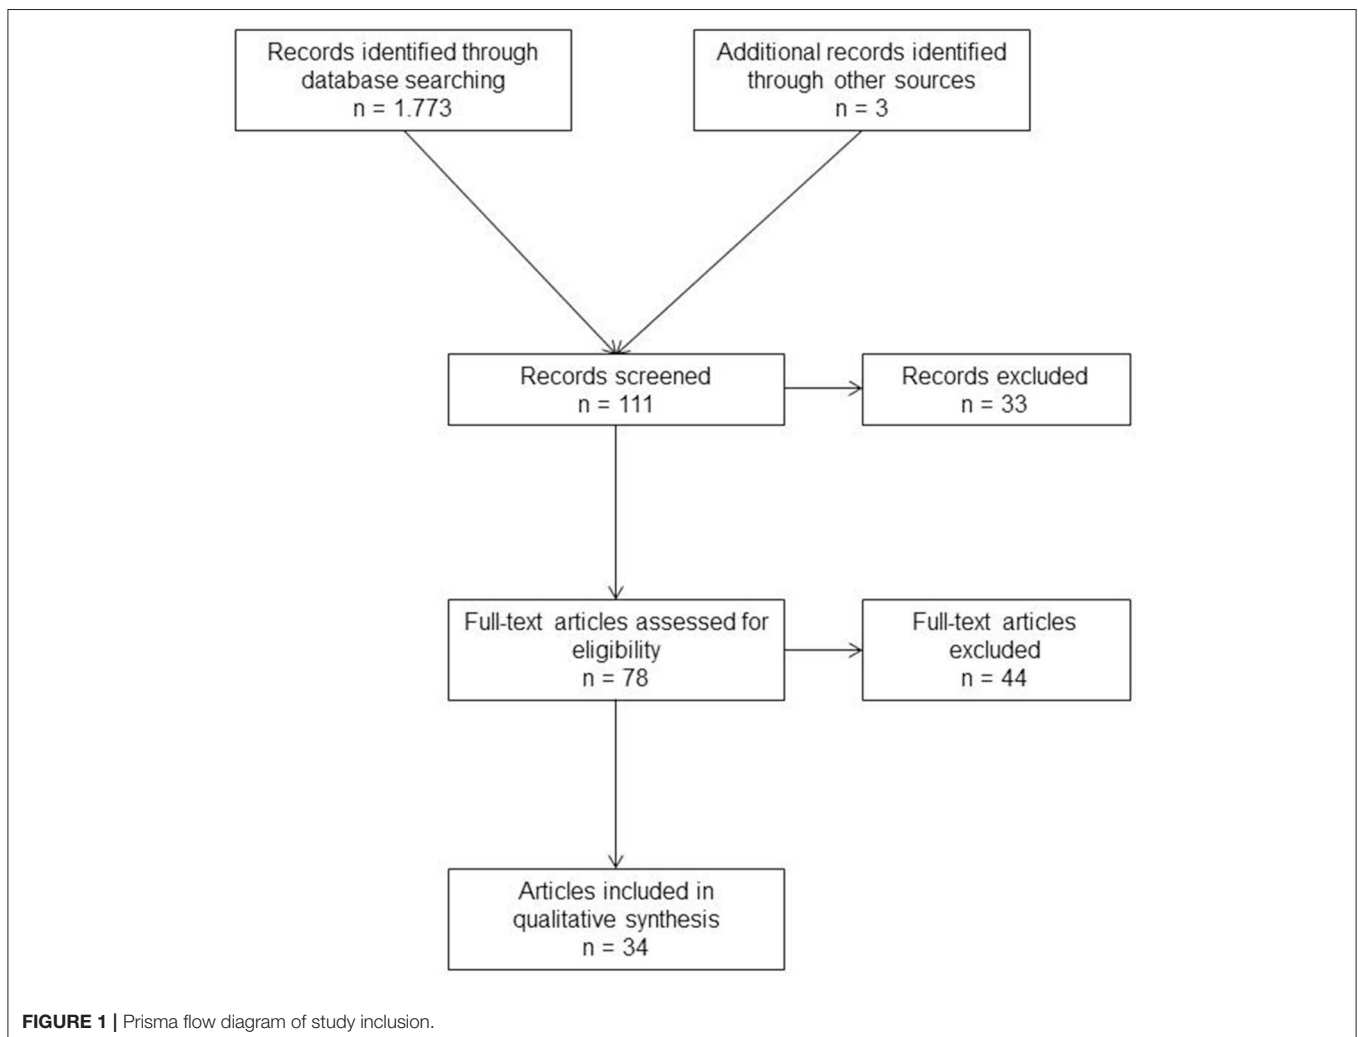 Records identified through
database searching
n = 1.773
Additional records identified
through other sources
n = 3
Records screened
n = 111
Records excluded
n = 33
Full-text articles assessed for
eligibility
n = 78
Full-text articles
excluded
n = 44
Articles included in
qualitative synthesis
n = 34
FIGURE 1 | Prisma flow diagram of study inclusion.